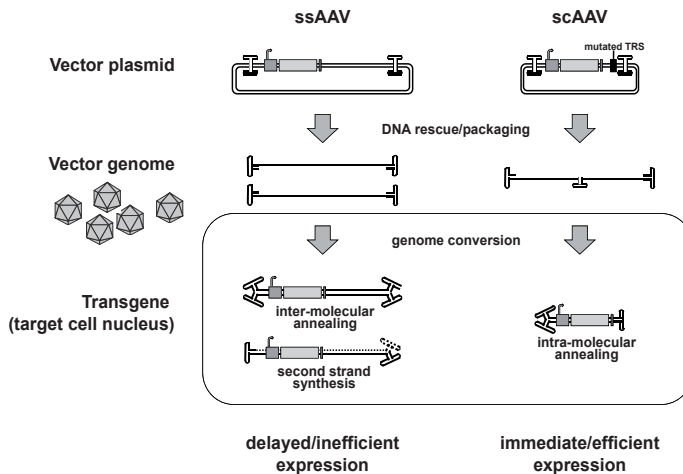 ssAAV scAAV
mutated TRS
Vector plasmid
DNA rescue/packaging
Vector genome
genome conversion
Transgene
(target cell nucleus)
inter-molecular
annealing
intra-molecular
annealing
second strand
synthesis
delayed/inefficient
expression
immediate/efficient
expression